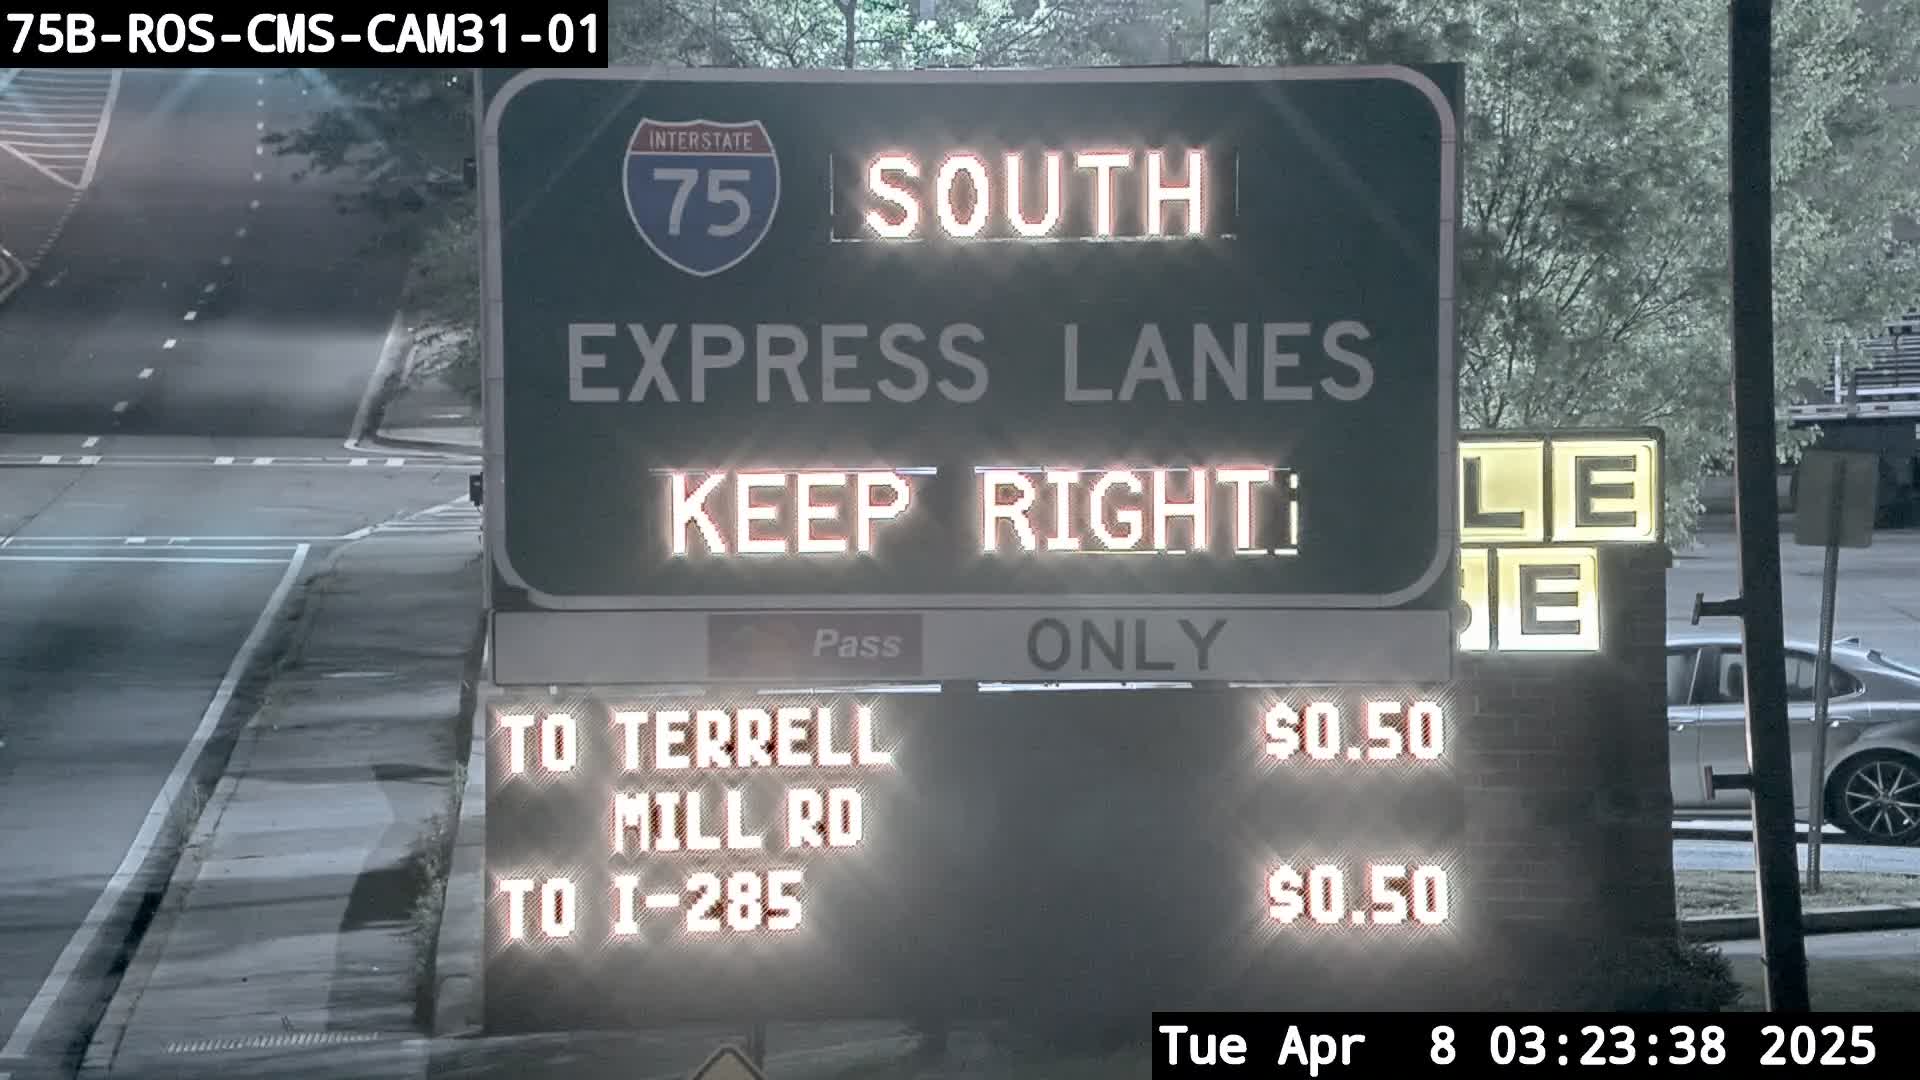 75B-ROS-CMS-CAM31-01
INTERSTATE
75
SOUTH
EXPRESS LANES
KEEP RIGHT
LE
E
Pass ONLY
TO TERRELL $0.50
MILL RD
TO I-285 $0.50
Tue Apr 8 03:23:38 2025